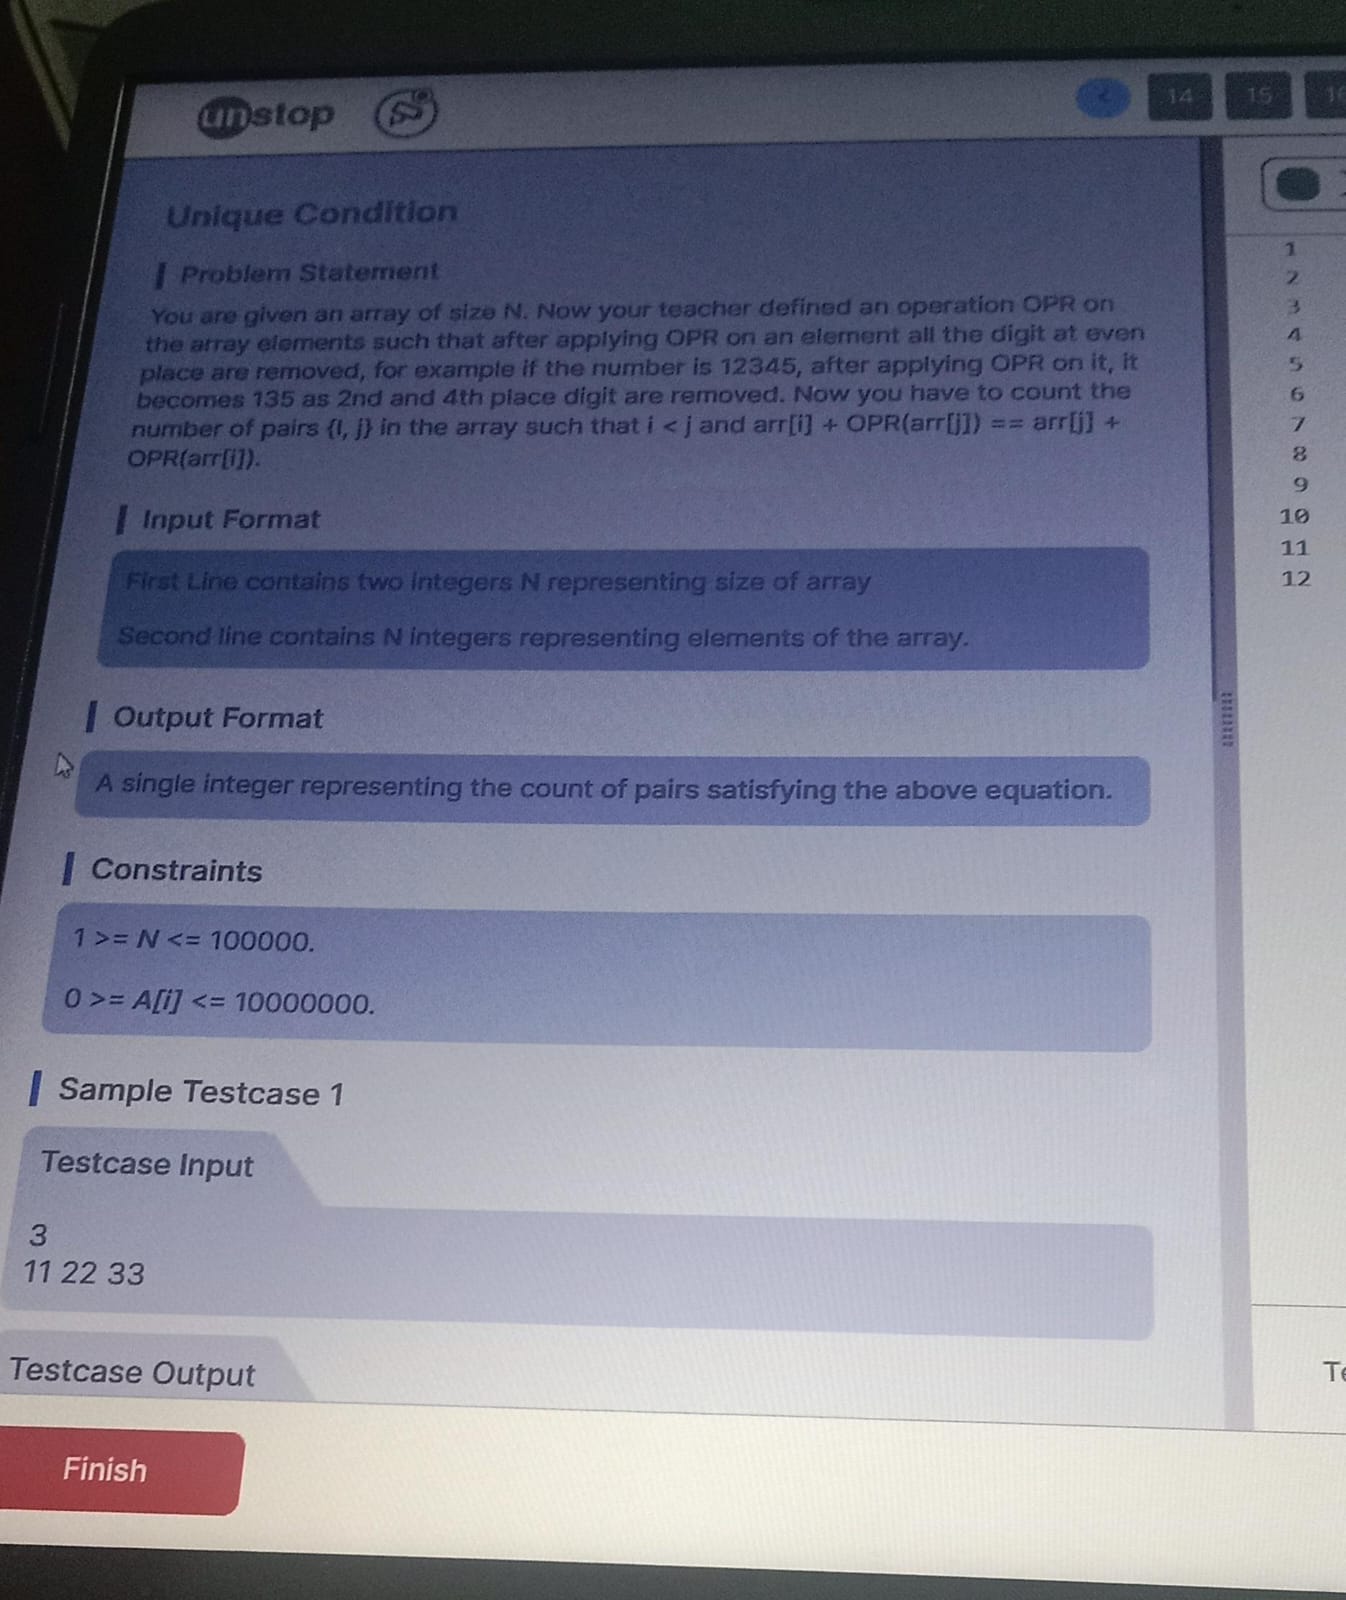 unstop
14 15
Unique Condition
Problem Statement
You are given an array of size N. Now your teacher defined an operation OPR on
the array elements such that after applying OPR on an element all the digit at even
place are removed, for example if the number is 12345, after applying OPR on it, it
becomes 135 as 2nd and 4th place digit are removed. Now you have to count the
number of pairs {I, j} in the array such that i < j and arr[i] + OPR(arr[j]) == arr[j] +
OPR(arr[i]).
Input Format
First Line contains two integers N representing size of array
Second line contains N integers representing elements of the array.
Output Format
A single integer representing the count of pairs satisfying the above equation.
Constraints
1 >= N <= 100000.
0 >= A[i] <= 10000000.
Sample Testcase 1
Testcase Input
3
11 22 33
Testcase Output
Finish
1
2
3
4
5
6
7
8
9
10
11
12